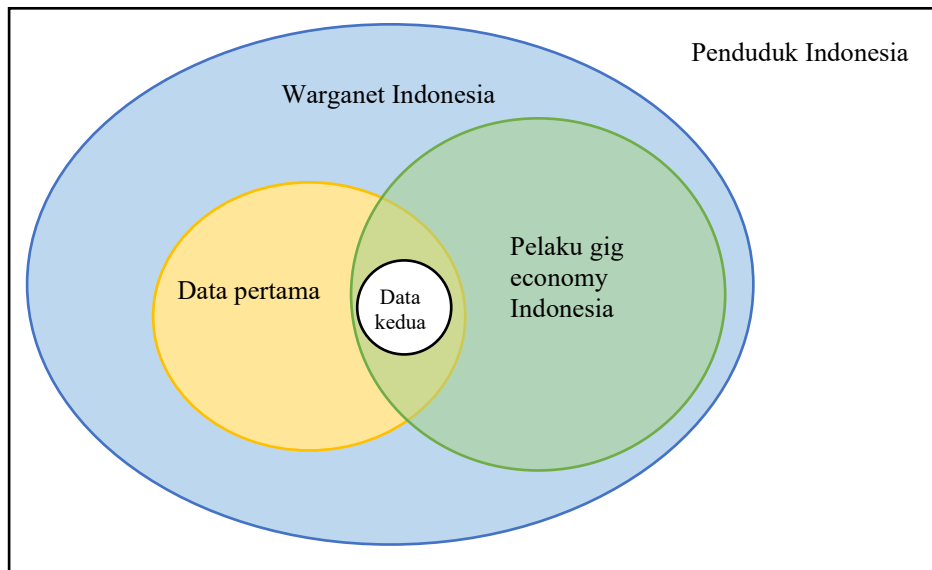 Penduduk Indonesia
Warganet Indonesia
Pelaku gig
economy
Indonesia
Data pertama
Data
kedua